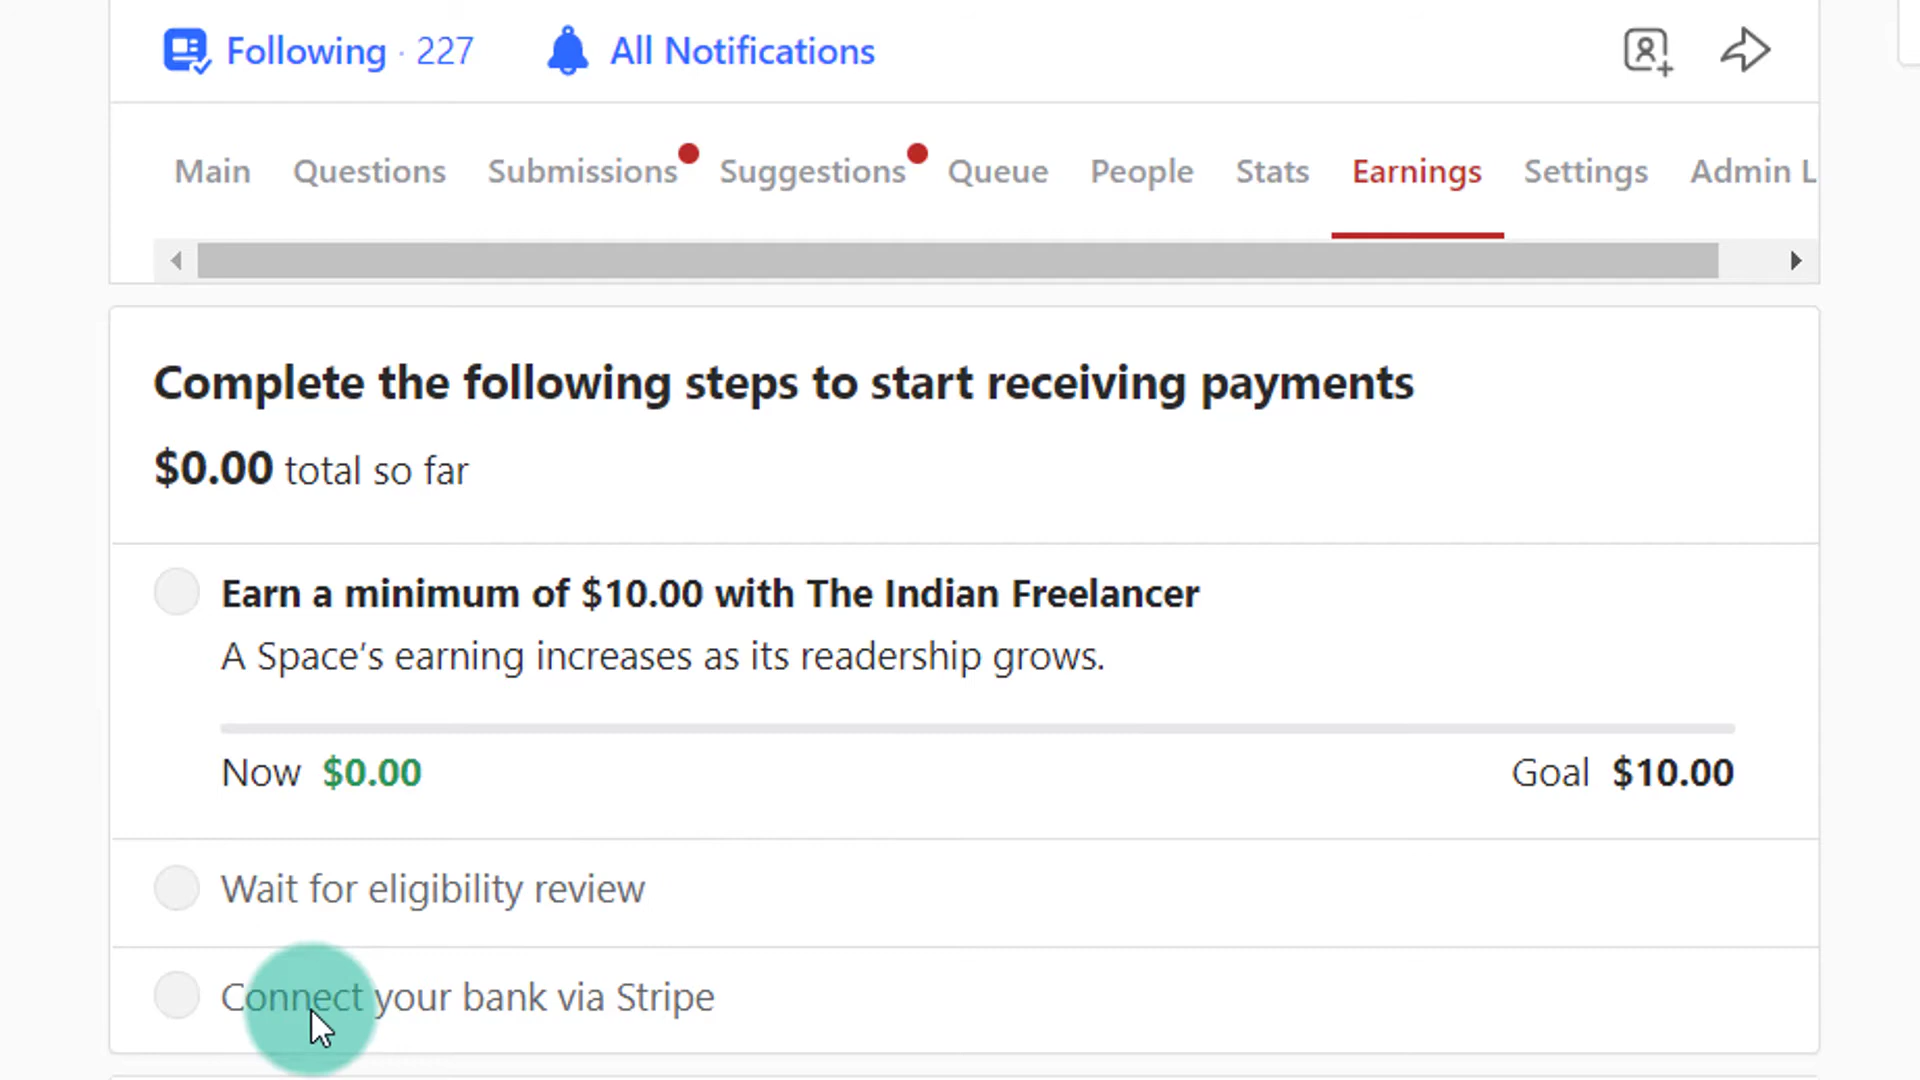 Following · 227 All Notifications
Main Questions Submissions Suggestions Queue People Stats Earnings Settings Admin L
Complete the following steps to start receiving payments
$0.00 total so far
Earn a minimum of $10.00 with The Indian Freelancer
A Space’s earning increases as its readership grows.
Now $0.00 Goal $10.00
Wait for eligibility review
Connect your bank via Stripe